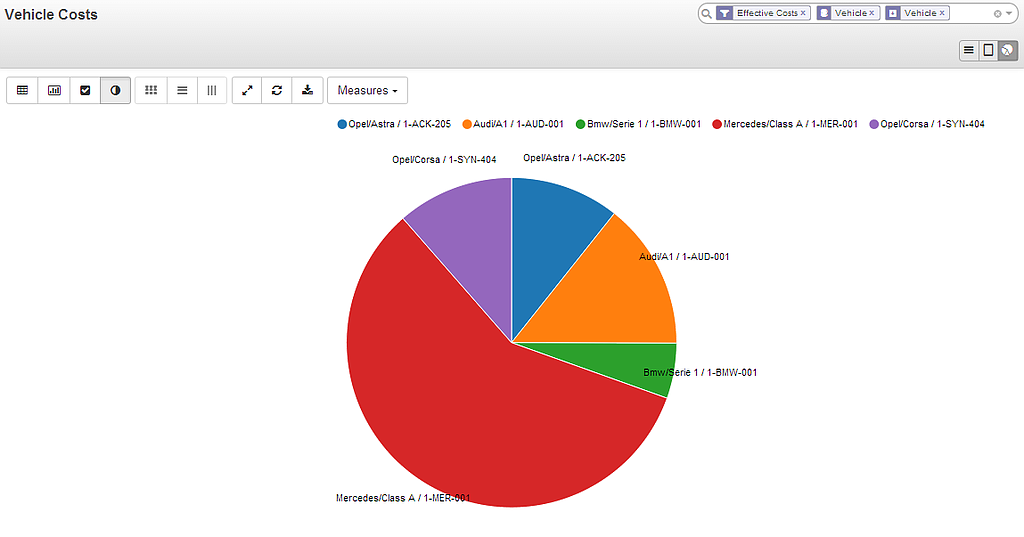 Vehicle Costs
Effective Costs x Vehicle x Vehicle x
Measures
Opel/Astra / 1-ACK-205 Audi/A1 / 1-AUD-001 Bmw/Serie 1 / 1-BMW-001 Mercedes/Class A / 1-MER-001 Opel/Corsa / 1-SYN-404
Opel/Corsa / 1-SYN-404 Opel/Astra / 1-ACK-205
Audi/A1 / 1-AUD-001
Bmw/Serie 1 / 1-BMW-001
Mercedes/Class A / 1-MER-001